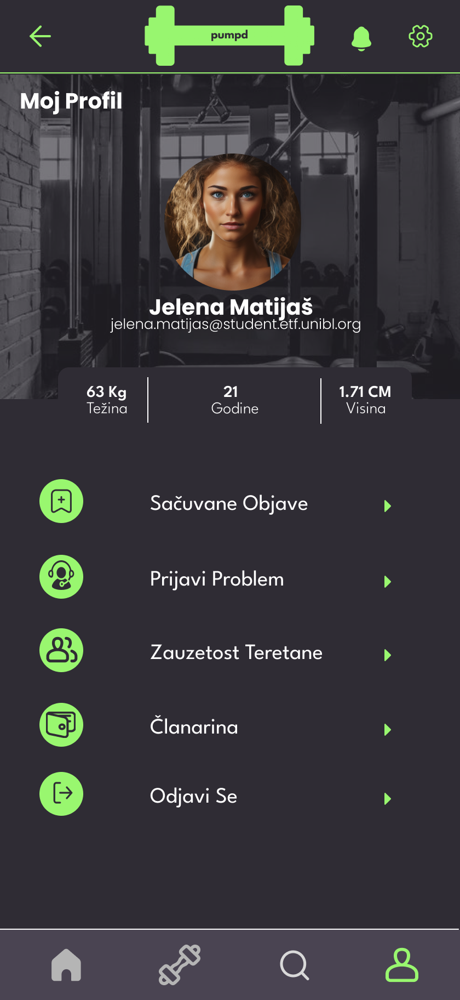 pumpd
Moj Profil
Jelena Matijaš
jelena.matijas@student.etf.unibl.org
63 Kg
Težina
21
Godine
1.71 CM
Visina
Sačuvane Objave
Prijavi Problem
Zauzetost Teretane
Članarina
Odjavi Se